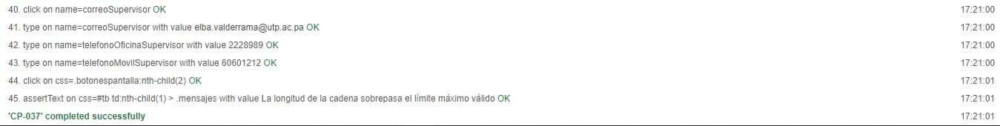 40. click on name=correoSupervisor OK 17:21:00
41. type on name=correoSupervisor with value elba.valderrama@utp.ac.pa OK 17:21:00
42. type on name=telefonoOficinaSupervisor with value 2228989 OK 17:21:00
43. type on name=telefonoMovilSupervisor with value 60601212 OK 17:21:00
44. click on css=.botonespantalla:nth-child(2) OK 17:21:01
45. assertText on css=#tb td:nth-child(1) > .mensajes with value La longitud de la cadena sobrepasa el límite máximo válido OK 17:21:01
'CP-037' completed successfully 17:21:01